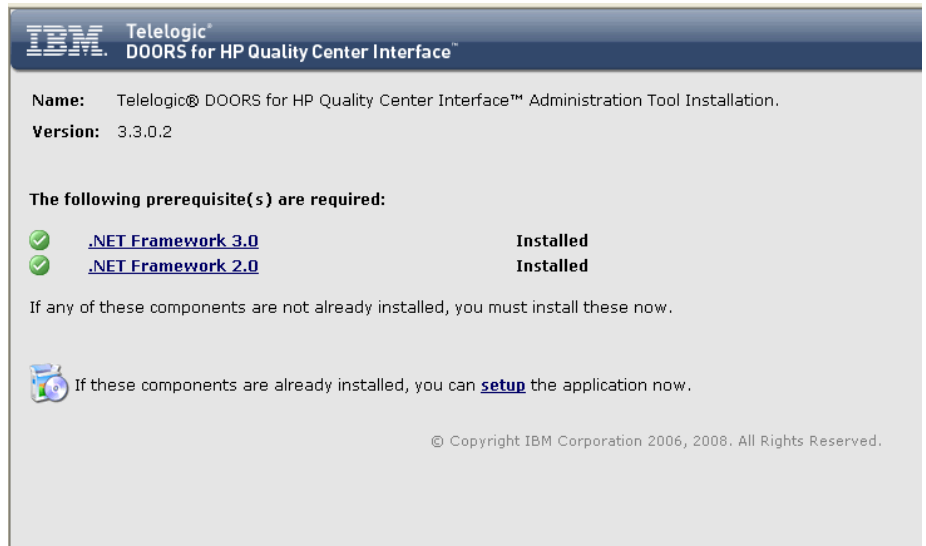 IBM. Telelogic®
DOORS for HP Quality Center Interface™
Name: Telelogic® DOORS for HP Quality Center Interface™ Administration Tool Installation.
Version: 3.3.0.2
The following prerequisite(s) are required:
.NET Framework 3.0 Installed
.NET Framework 2.0 Installed
If any of these components are not already installed, you must install these now.
If these components are already installed, you can setup the application now.
© Copyright IBM Corporation 2006, 2008. All Rights Reserved.